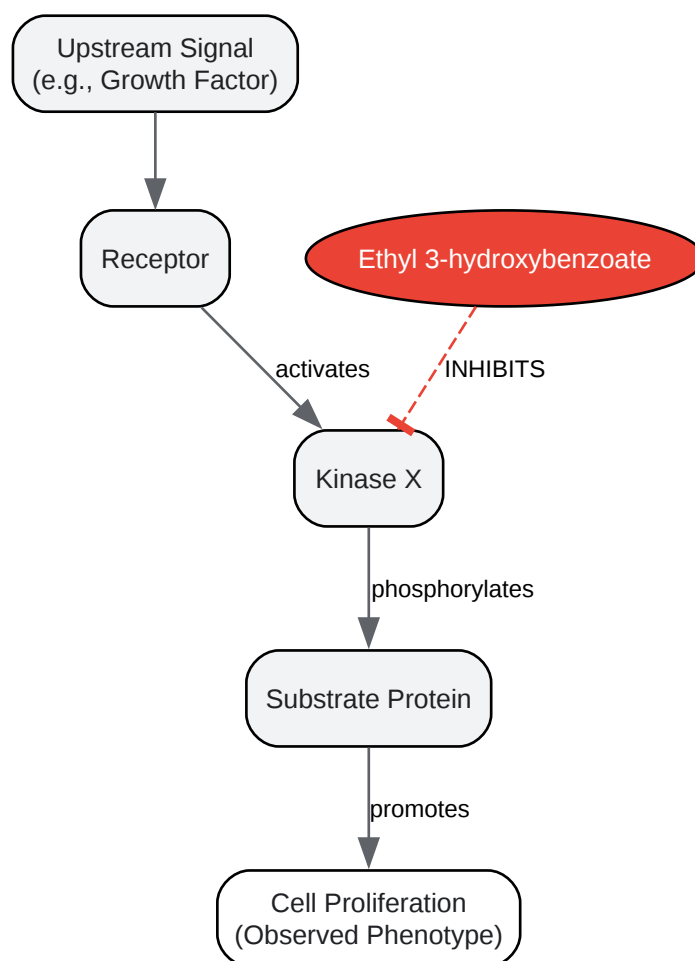 Upstream Signal
(e.g., Growth Factor)
Receptor
Ethyl 3-hydroxybenzoate
activates
INHIBITS
Kinase X
phosphorylates
Substrate Protein
promotes
Cell Proliferation
(Observed Phenotype)